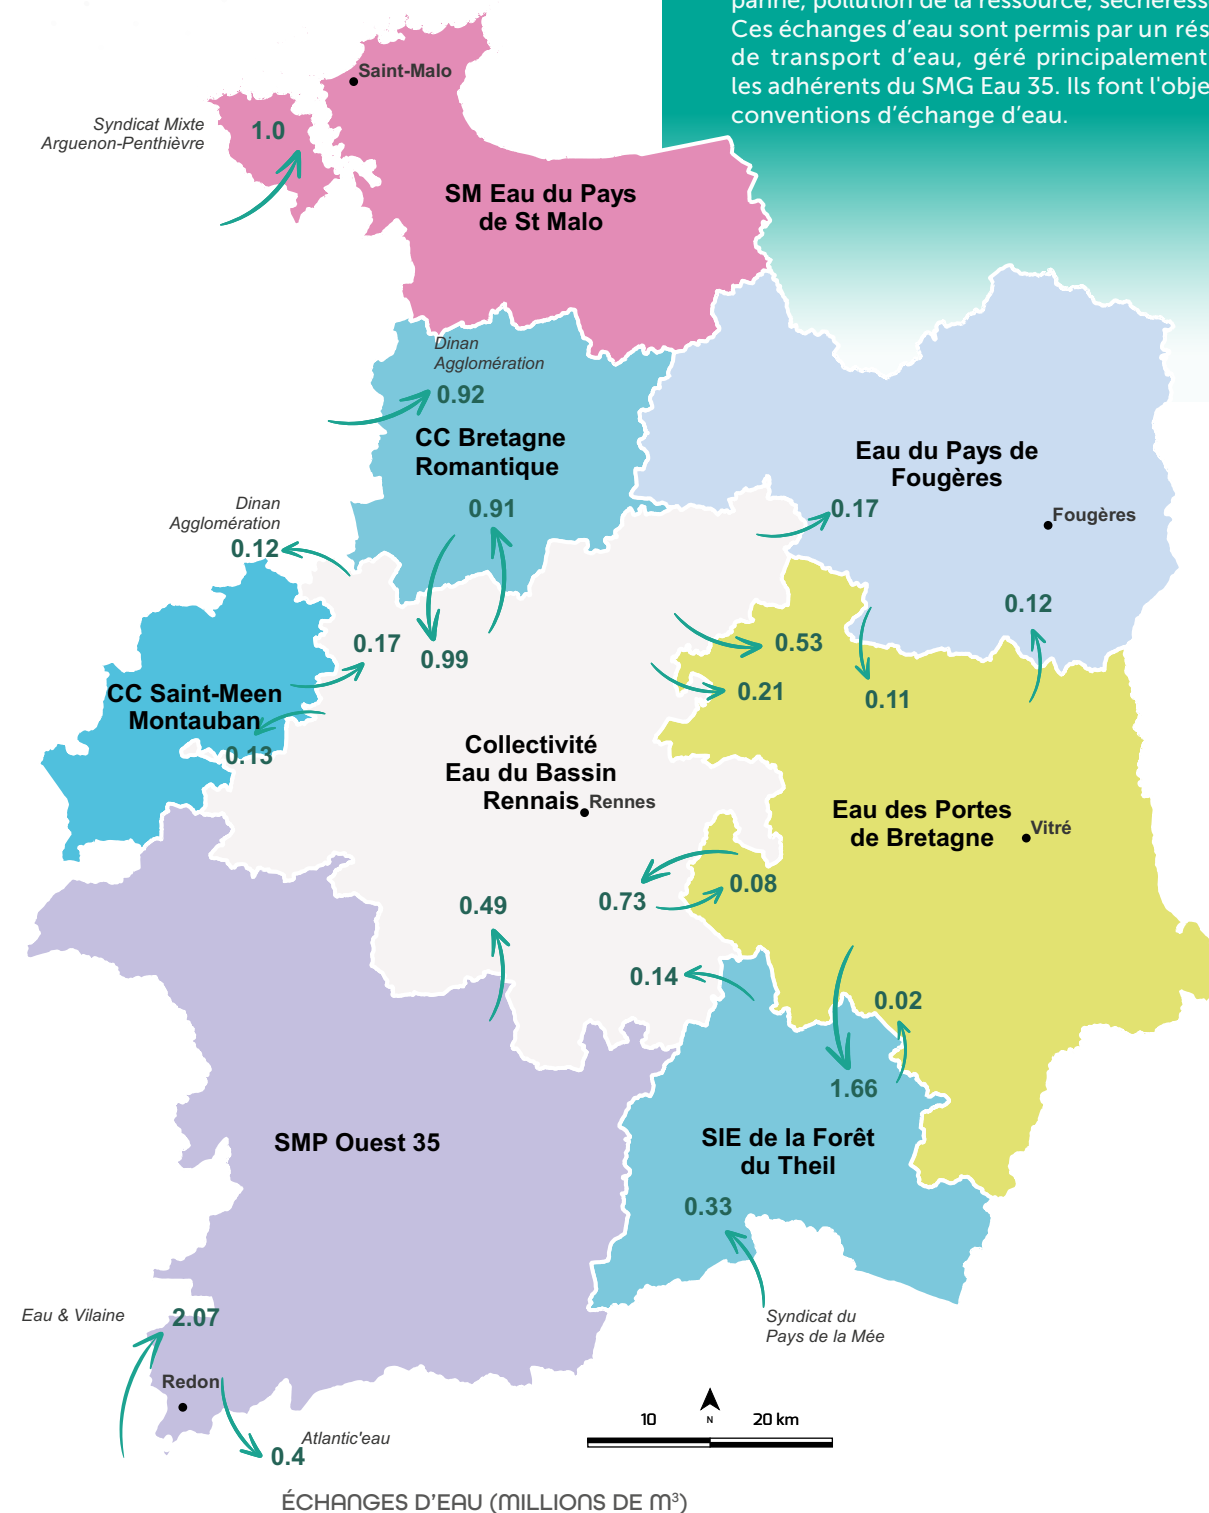 panne, pollution de la ressource,
Ces échanges d'eau sont permis par un
de transport d'eau, géré principalement
les adhérents du SMG Eau 35. Ils font
conventions d'échange d'eau.
Saint-Malo
Syndicat Mixte
Arguenon-Penthièvre
1.0
SM Eau du Pays
de St Malo
Dinan
Agglomération
0.92
CC Bretagne
Romantique
0.91
Eau du Pays de
Fougères
0.17
Fougères
Dinan
Agglomération
0.12
0.12
0.17
0.99
0.53
0.21
0.11
CC Saint-Meen
Montauban
0.13
Collectivité
Eau du Bassin
Rennais
Rennes
Eau des Portes
de Bretagne
Vitré
0.08
0.73
0.49
0.14
0.02
1.66
SMP Ouest 35
SIE de la Forêt
du Theil
0.33
Eau & Vilaine
2.07
Syndicat du
Pays de la Mée
Redon
Atlantic'eau
0.4
10
N
20 km
ÉCHANGES D'EAU (MILLIONS DE M³)